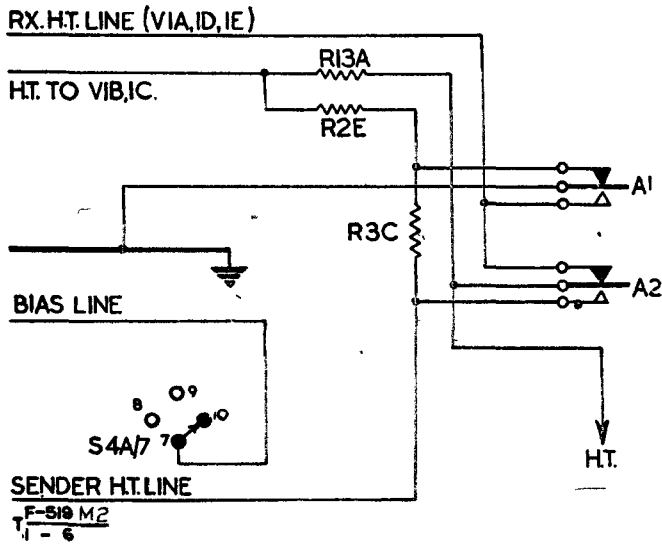 RX. H.T. LINE (V1A, 1D, 1E)
R13A
H.T. TO V1B, 1C.
R2E
A1
R3C
A2
BIAS LINE
9
8
10
S4A/7 7
H.T.
SENDER H.T. LINE
T F-519 M2
1 - 6